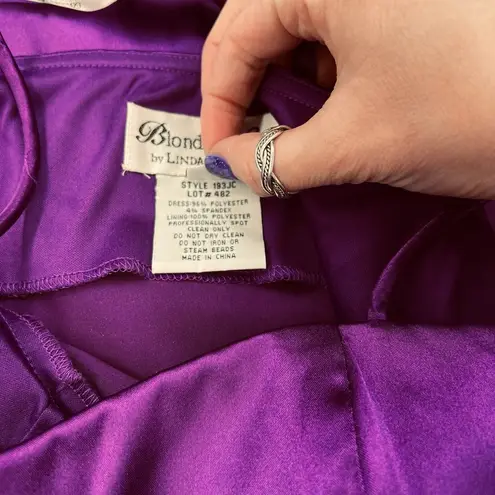 Blond
by LINDA
STYLE 193JC
LOT# 482
DRESS-96% POLYESTER
4% SPANDEX
LINING-100% POLYESTER
PROFESSIONALLY SPOT
CLEAN-ONLY
DO NOT DRY CLEAN
DO NOT IRON OR
STEAM BEADS
MADE IN CHINA